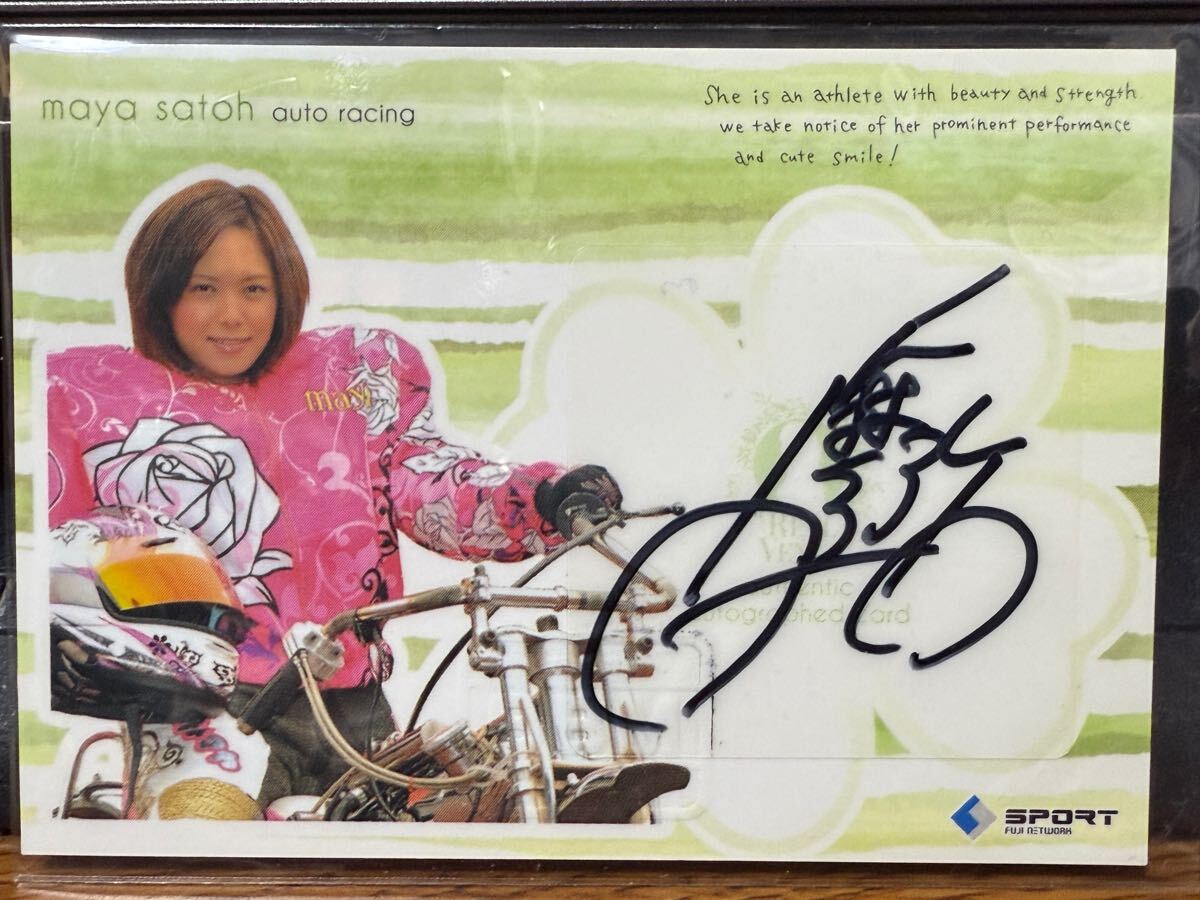 maya satoh auto racing
She is an athlete with beauty and strength
we take notice of her prominent performance
and cute smile!
maya
SPORT
FUJI NETWORK